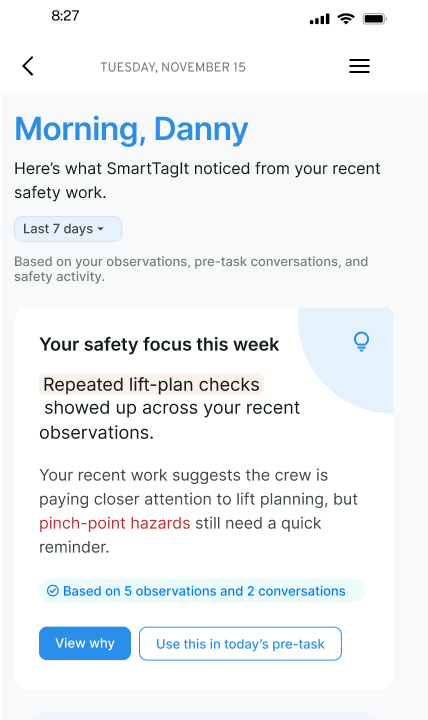 8:27
TUESDAY, NOVEMBER 15
Morning, Danny
Here’s what SmartTagIt noticed from your recent
safety work.
Last 7 days
Based on your observations, pre-task conversations, and
safety activity.
Your safety focus this week
Repeated lift-plan checks
showed up across your recent
observations.
Your recent work suggests the crew is
paying closer attention to lift planning, but
pinch-point hazards still need a quick
reminder.
Based on 5 observations and 2 conversations
View why
Use this in today’s pre-task